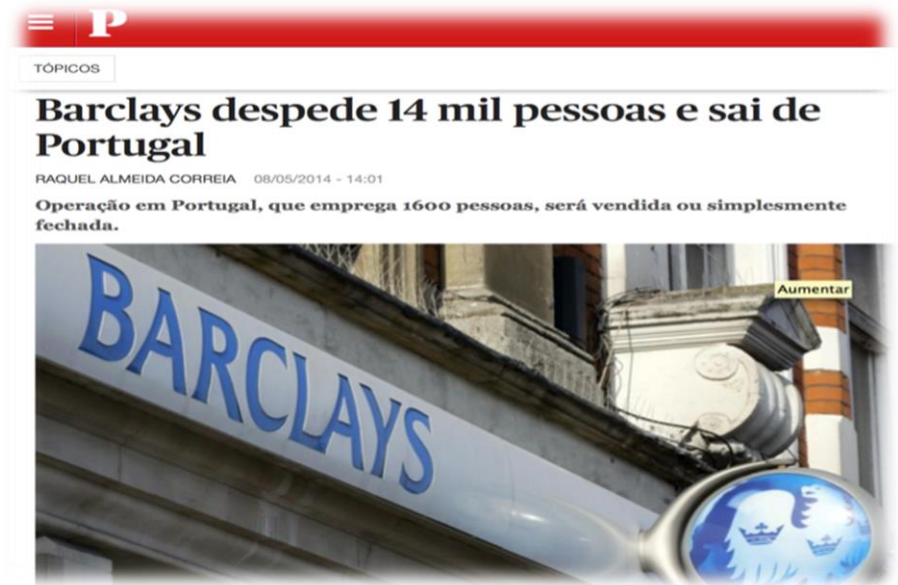 P
TÓPICOS
Barclays despede 14 mil pessoas e sai de
Portugal
RAQUEL ALMEIDA CORREIA 08/05/2014 - 14:01
Operação em Portugal, que emprega 1600 pessoas, será vendida ou simplesmente
fechada.
Aumentar
BARCLAYS